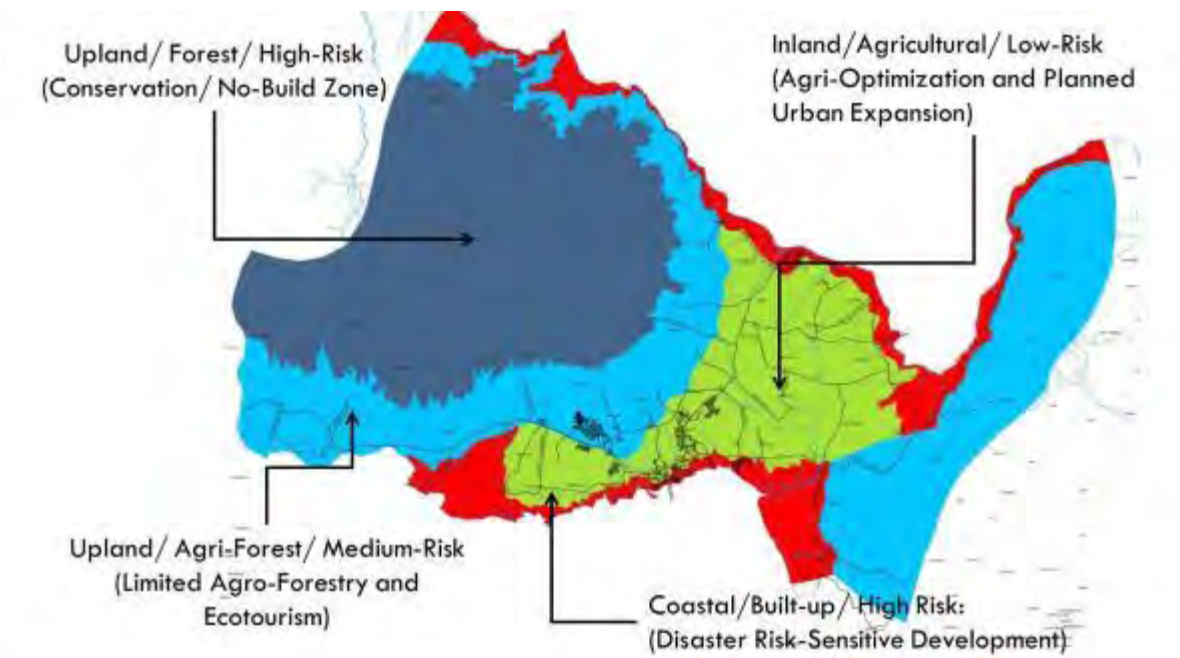 Upland/ Forest/ High-Risk
(Conservation/ No-Build Zone)
Inland/Agricultural/ Low-Risk
(Agri-Optimization and Planned
Urban Expansion)
Upland/ Agri-Forest/ Medium-Risk
(Limited Agro-Forestry and
Ecotourism)
Coastal/Built-up/ High Risk:
(Disaster Risk-Sensitive Development)